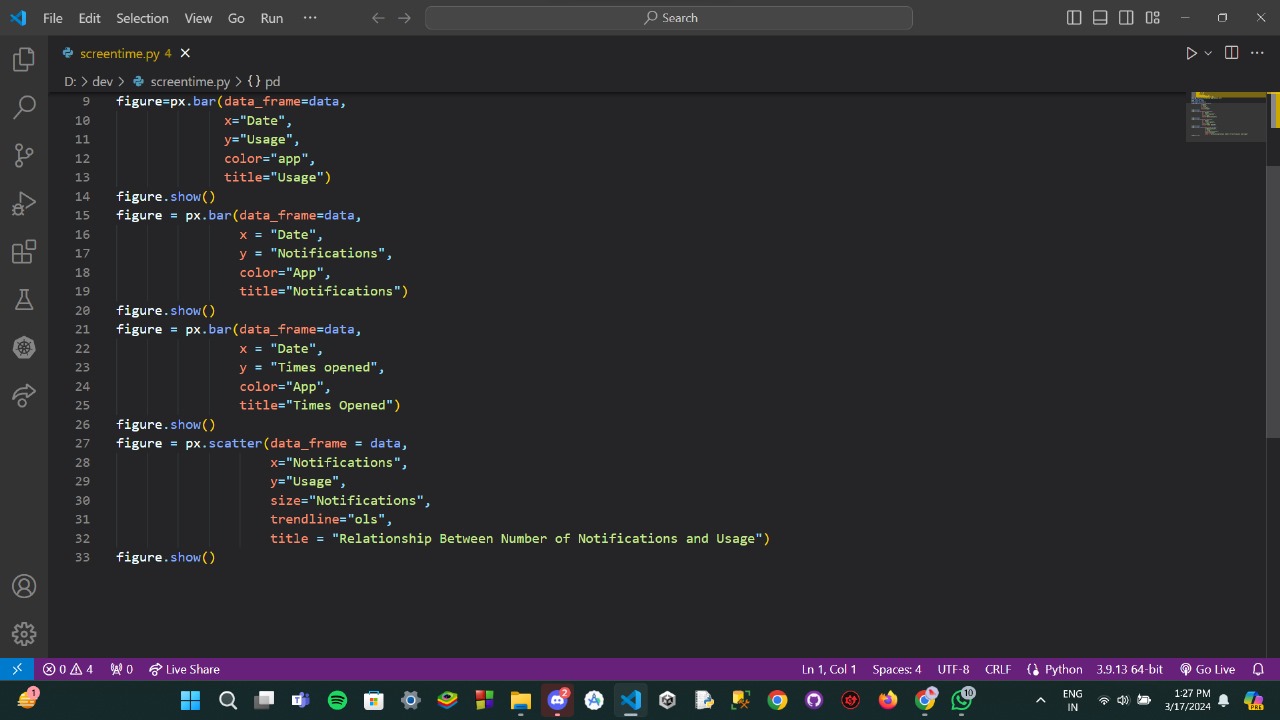 File Edit Selection View Go Run ··· Search
screentime.py 4
D: > dev > screentime.py > {} pd
9 figure=px.bar(data_frame=data,
10 x="Date",
11 y="Usage",
12 color="app",
13 title="Usage")
14 figure.show()
15 figure = px.bar(data_frame=data,
16 x = "Date",
17 y = "Notifications",
18 color="App",
19 title="Notifications")
20 figure.show()
21 figure = px.bar(data_frame=data,
22 x = "Date",
23 y = "Times opened",
24 color="App",
25 title="Times Opened")
26 figure.show()
27 figure = px.scatter(data_frame = data,
28 x="Notifications",
29 y="Usage",
30 size="Notifications",
31 trendline="ols",
32 title = "Relationship Between Number of Notifications and Usage")
33 figure.show()
0 4 0 Live Share Ln 1, Col 1 Spaces: 4 UTF-8 CRLF Python 3.9.13 64-bit Go Live
1 2 10 ENG 1:27 PM
IN 3/17/2024 PRE